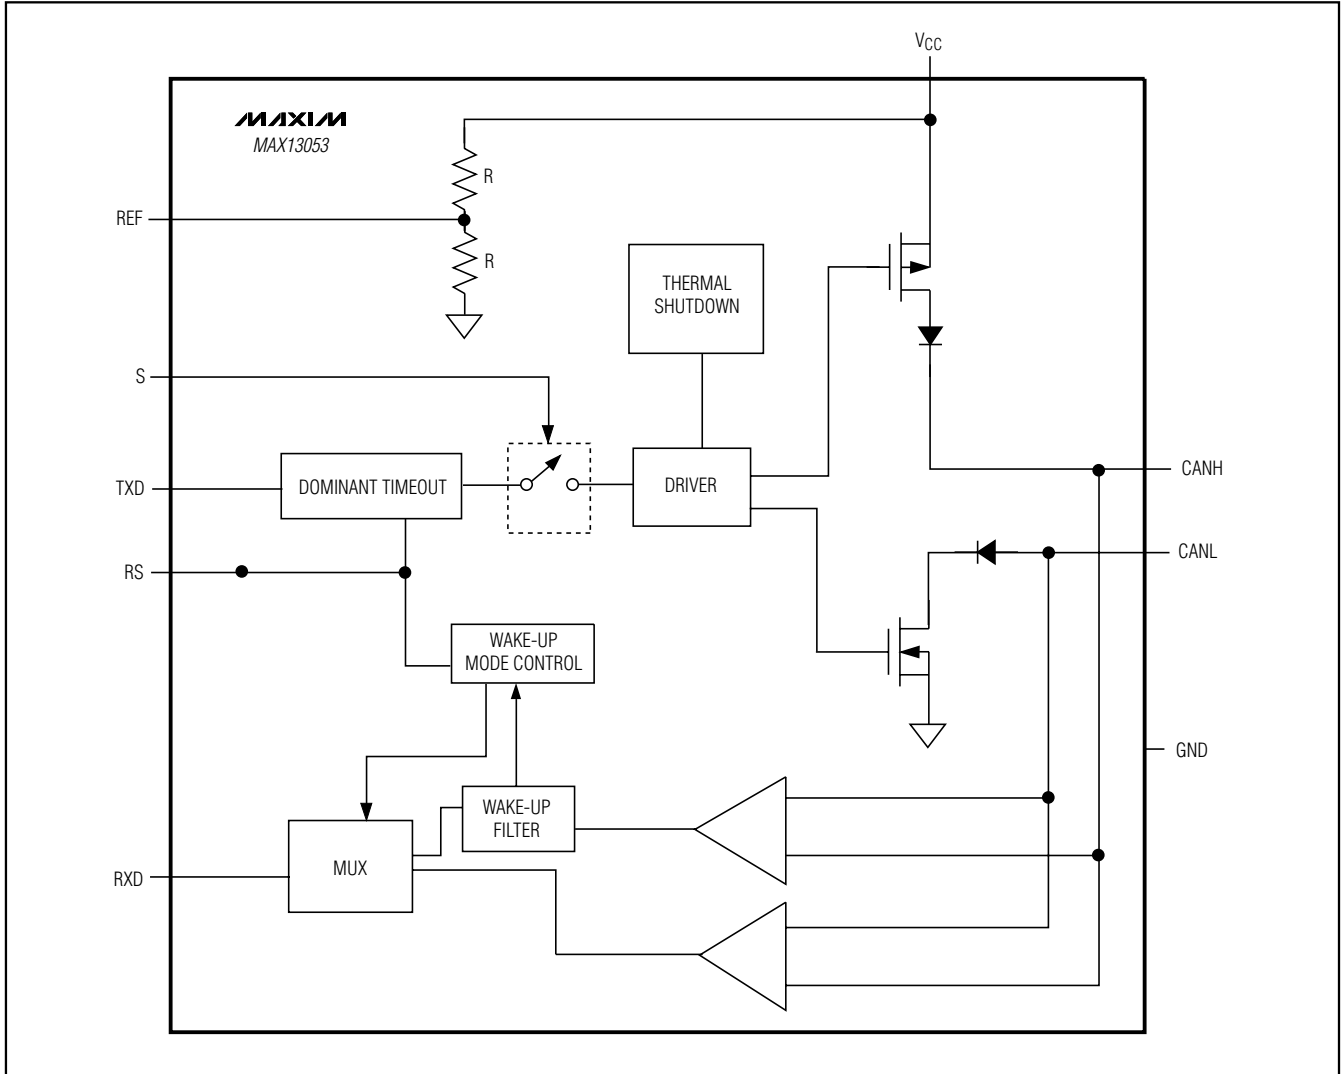 VCC
MAXIM
MAX13053
R
REF
R
THERMAL
SHUTDOWN
S
CANH
DOMINANT TIMEOUT
DRIVER
TXD
CANL
RS
WAKE-UP
MODE CONTROL
GND
WAKE-UP
FILTER
MUX
RXD